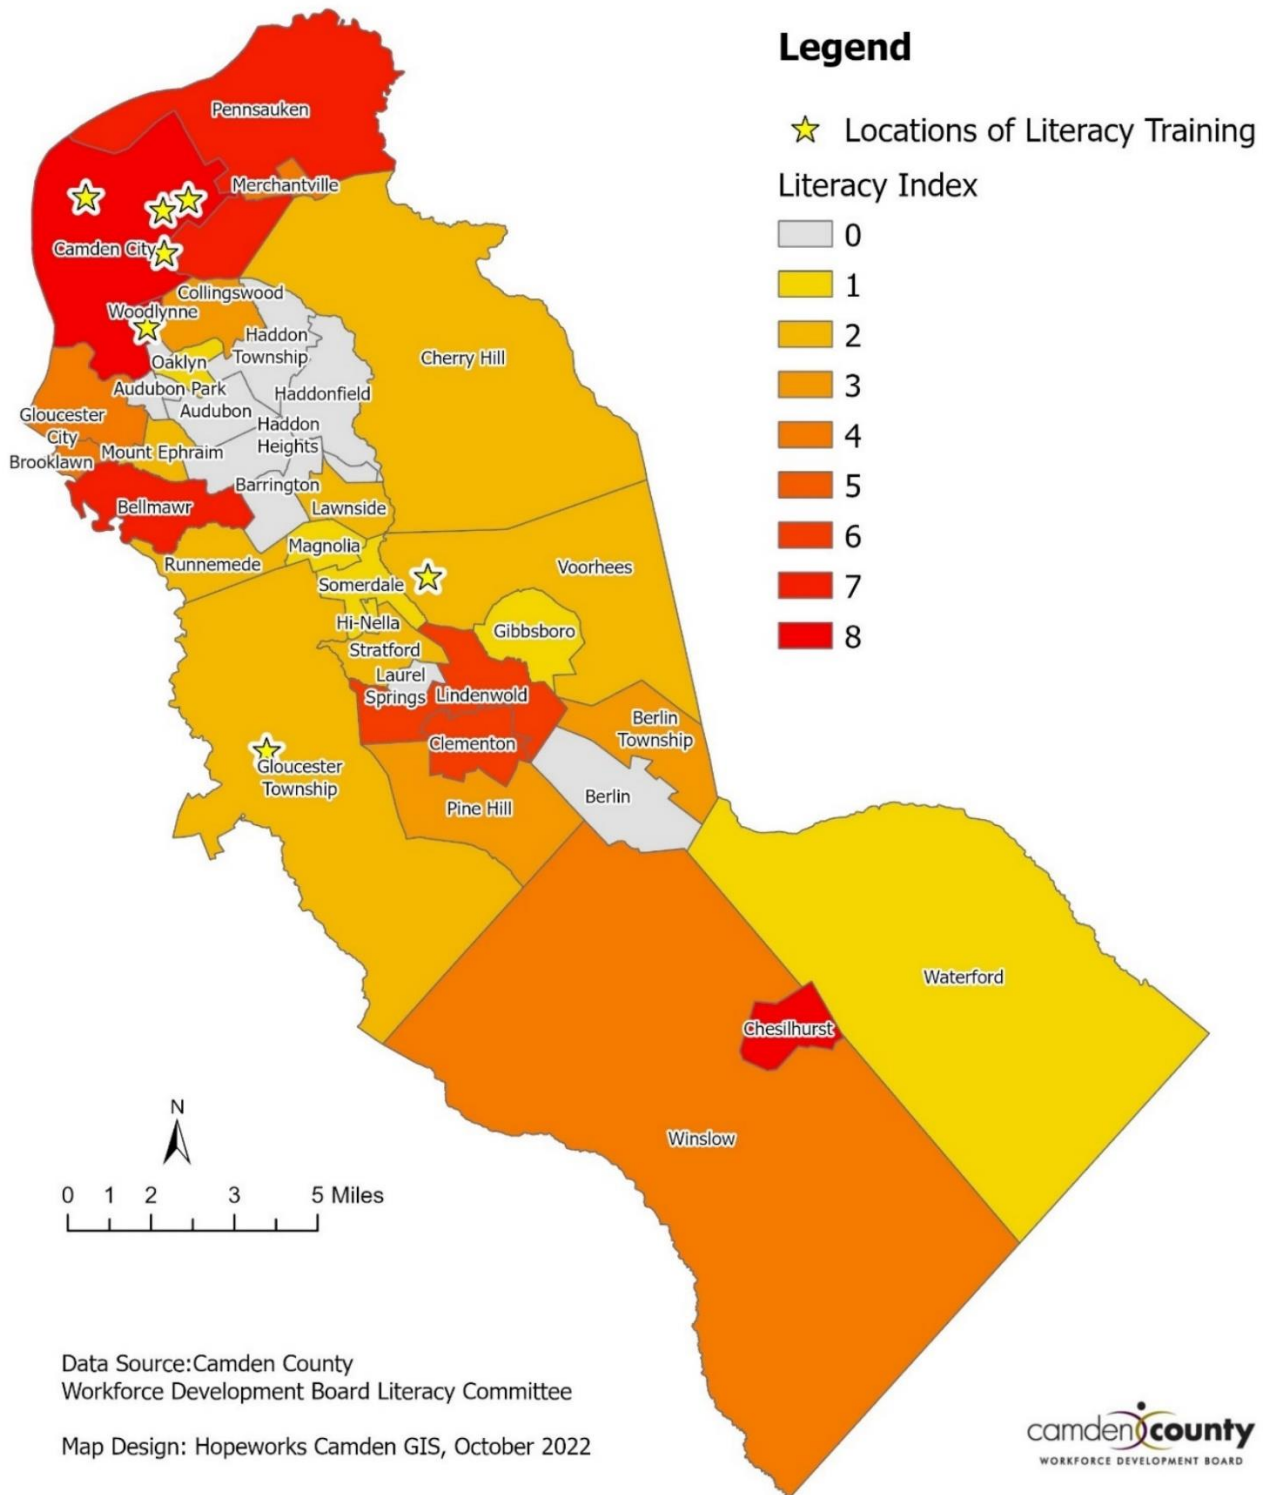 Legend
Locations of Literacy Training
Literacy Index
0
1
2
3
4
5
6
7
8
Pennsauken
Merchantville
Camden City
Collingswood
Woodlynne
Haddon
Township
Cherry Hill
Oaklyn
Audubon Park
Haddonfield
Audubon
Gloucester
City
Haddon
Heights
Mount Ephraim
Brooklawn
Barrington
Bellmawr
Lawnside
Magnolia
Runnemede
Voorhees
Somerdale
Hi-Nella
Gibbsboro
Stratford
Laurel
Springs
Lindenwold
Berlin
Township
Clementon
Gloucester
Township
Berlin
Pine Hill
Waterford
Chesilhurst
Winslow
N
0 1 2 3 5 Miles
Data Source:Camden County
Workforce Development Board Literacy Committee
Map Design: Hopeworks Camden GIS, October 2022
camden county
WORKFORCE DEVELOPMENT BOARD